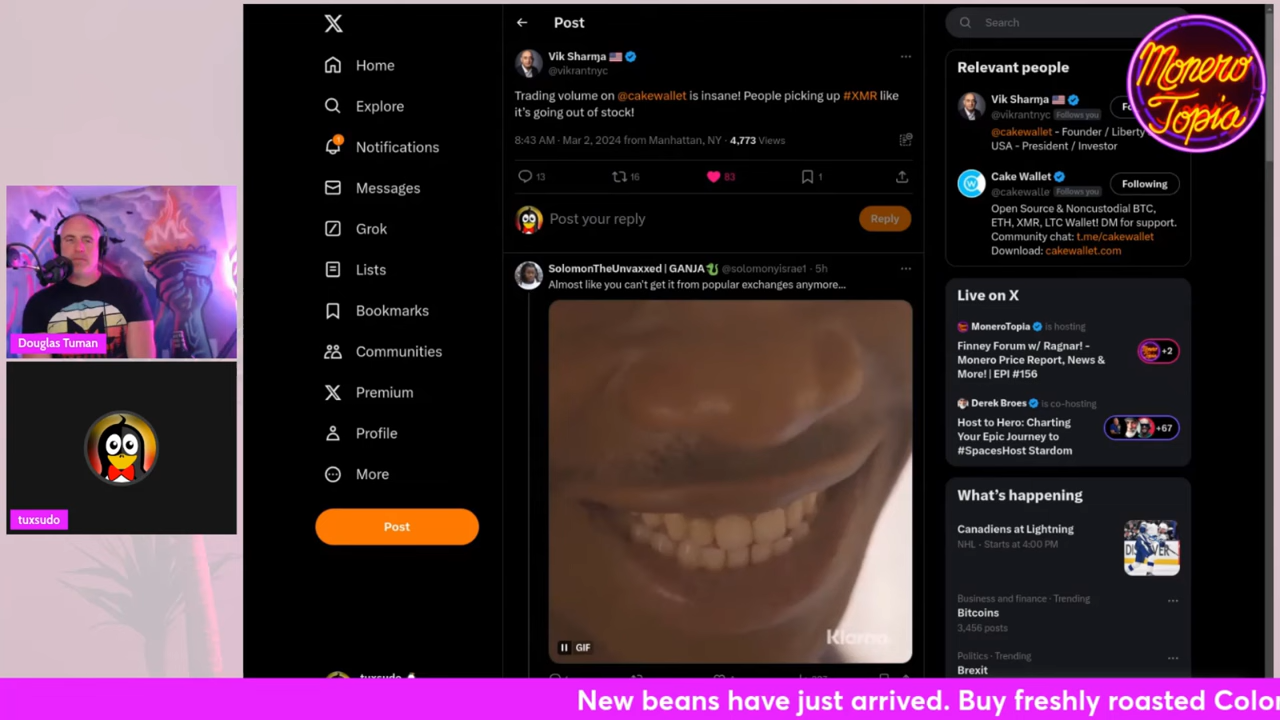 Home
Explore
Notifications
Messages
Grok
Lists
Bookmarks
Communities
Premium
Profile
More
Post
tuxsudo
Douglas Tuman
tuxsudo
Post
Vik Sharma
@vikrantnyc
Trading volume on @cakewallet is insane! People picking up #XMR like
it's going out of stock!
8:43 AM · Mar 2, 2024 from Manhattan, NY · 4,773 Views
13
16
83
1
Post your reply
Reply
SolomonTheUnvaxxed | GANJA @solomonyisrae1 · 5h
Almost like you can't get it from popular exchanges anymore...
GIF
Search
Monero
Topia
Relevant people
Vik Sharma
@vikrantnyc Follows you
@cakewallet - Founder / Liberty
USA - President / Investor
Cake Wallet
@cakewalle Follows you
Following
Open Source & Noncustodial BTC,
ETH, XMR, LTC Wallet! DM for support.
Community chat: t.me/cakewallet
Download: cakewallet.com
Live on X
MoneroTopia is hosting
Finney Forum w/ Ragnar! -
Monero Price Report, News &
More! | EPI #156
+2
Derek Broes is co-hosting
Host to Hero: Charting
Your Epic Journey to
#SpacesHost Stardom
+67
What's happening
Canadiens at Lightning
NHL · Starts at 4:00 PM
Business and finance · Trending
Bitcoins
3,456 posts
Politics · Trending
Brexit
New beans have just arrived. Buy freshly roasted Color